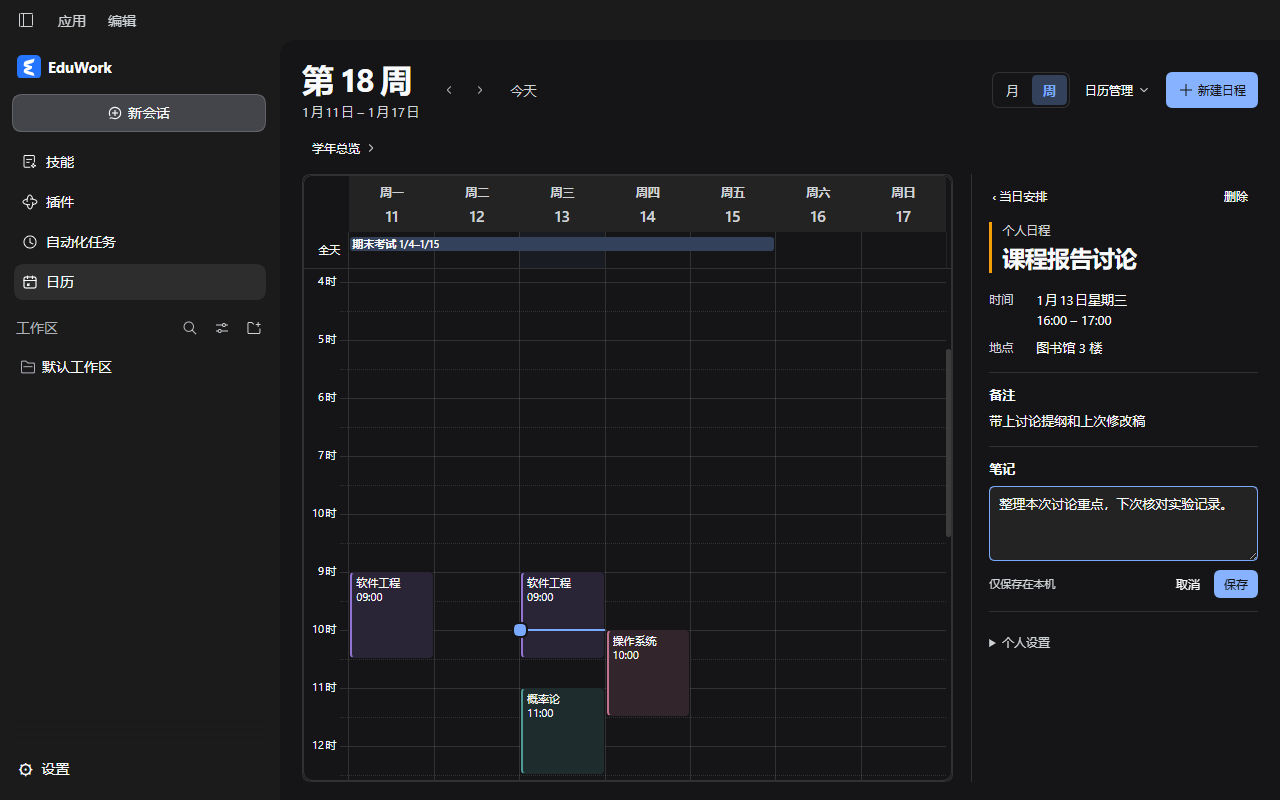 应用 编辑
EduWork
新会话
技能
插件
自动化任务
日历
工作区
默认工作区
设置
第 18 周
1月11日 – 1月17日
今天
月 周 日历管理 新建日程
学年总览
周一 周二 周三 周四 周五 周六 周日
11 12 13 14 15 16 17
全天
期末考试 1/4–1/15
4时
5时
6时
7时
10时
9时
10时
11时
12时
软件工程
09:00
软件工程
09:00
概率论
11:00
操作系统
10:00
‹ 当日安排 删除
个人日程
课程报告讨论
时间 1月13日星期三
16:00 – 17:00
地点 图书馆 3 楼
备注
带上讨论提纲和上次修改稿
笔记
整理本次讨论重点，下次核对实验记录。
仅保存在本机 取消 保存
个人设置